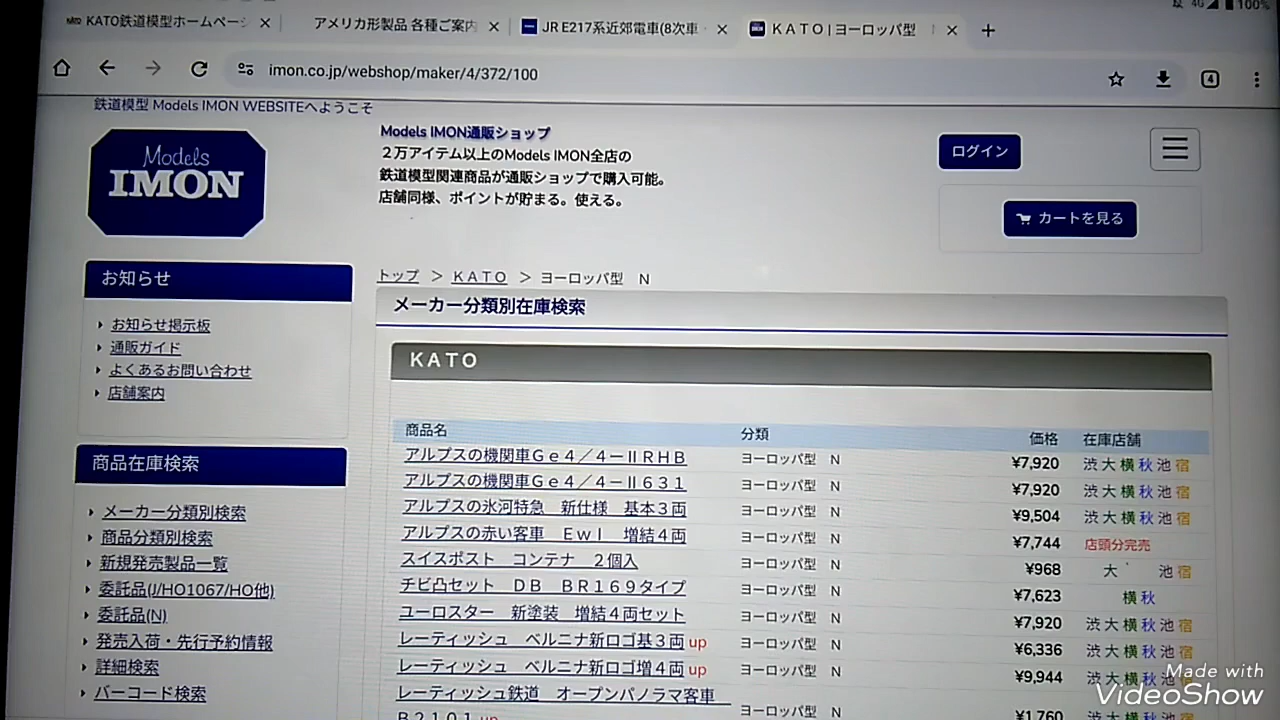 4G 100%
KATO鉄道模型ホームページ × アメリカ形製品 各種ご案内 × JR E217系近郊電車(8次車 × ＫＡＴＯ | ヨーロッパ型 × +
imon.co.jp/webshop/maker/4/372/100 4
鉄道模型 Models IMON WEBSITEへようこそ
Models
IMON
Models IMON通販ショップ
２万アイテム以上のModels IMON全店の
鉄道模型関連商品が通販ショップで購入可能。
店舗同様、ポイントが貯まる。使える。
ログイン
カートを見る
お知らせ
お知らせ掲示板
通販ガイド
よくあるお問い合わせ
店舗案内
商品在庫検索
メーカー分類別検索
商品分類別検索
新規発売製品一覧
委託品(J/HO1067/HO他)
委託品(N)
発売入荷・先行予約情報
詳細検索
バーコード検索
トップ ＞ ＫＡＴＯ ＞ ヨーロッパ型　Ｎ
メーカー分類別在庫検索
ＫＡＴＯ
商品名 分類 価格 在庫店舗
アルプスの機関車Ｇｅ４／４－ⅡＲＨＢ ヨーロッパ型　Ｎ ¥7,920 渋大横秋池宿
アルプスの機関車Ｇｅ４／４－Ⅱ６３１ ヨーロッパ型　Ｎ ¥7,920 渋大横秋池宿
アルプスの氷河特急　新仕様　基本３両 ヨーロッパ型　Ｎ ¥9,504 渋大横秋池宿
アルプスの赤い客車　ＥｗⅠ　増結４両 ヨーロッパ型　Ｎ ¥7,744 店頭分完売
スイスポスト　コンテナ　２個入 ヨーロッパ型　Ｎ ¥968 大 池宿
チビ凸セット　ＤＢ　ＢＲ１６９タイプ ヨーロッパ型　Ｎ ¥7,623 横秋
ユーロスター　新塗装　増結４両セット ヨーロッパ型　Ｎ ¥7,920 渋大横秋池宿
レーティッシュ　ベルニナ新ロゴ基３両 up ヨーロッパ型　Ｎ ¥6,336 渋大横秋池宿
レーティッシュ　ベルニナ新ロゴ増４両 up ヨーロッパ型　Ｎ ¥9,944 渋大横秋池宿
レーティッシュ鉄道　オープンパノラマ客車
Ｂ２１０１ up ヨーロッパ型　Ｎ ¥1,760
Made with
VideoShow